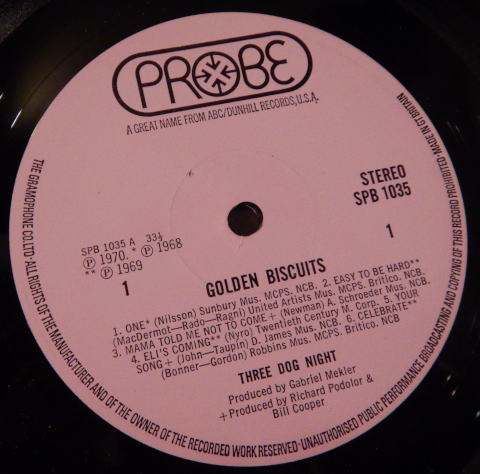 PROBE
A GREAT NAME FROM ABC/DUNHILL RECORDS, U.S.A.
STEREO
SPB 1035
SPB 1035 A 33⅓
℗ 1970. * ℗ 1968
** ℗ 1969
1
1
GOLDEN BISCUITS
1. ONE* (Nilsson) Sunbury Mus. MCPS. NCB. 2. EASY TO BE HARD**
(MacDermot—Rado—Ragni) United Artists Mus. MCPS. Britico. NCB.
3. MAMA TOLD ME NOT TO COME+ (Newman) A. Schroeder Mus. NCB.
4. ELI'S COMING** (Nyro) Twentieth Century M. Corp. 5. YOUR
SONG+ (John—Taupin) D. James Mus. NCB. 6. CELEBRATE**
(Bonner—Gordon) Robbins Mus. MCPS. Britico. NCB
THREE DOG NIGHT
Produced by Gabriel Mekler
+Produced by Richard Podolor &
Bill Cooper
THE GRAMOPHONE CO. LTD · ALL RIGHTS OF THE MANUFACTURER AND OF THE OWNER OF THE RECORDED WORK RESERVED · UNAUTHORISED PUBLIC PERFORMANCE BROADCASTING AND COPYING OF THIS RECORD PROHIBITED · MADE IN GT BRITAIN